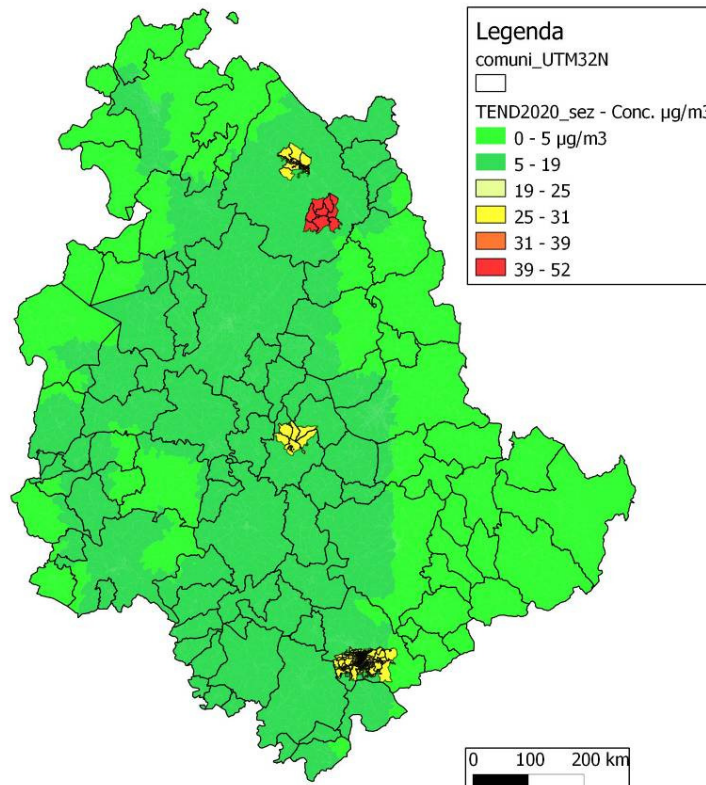 Legenda
comuni_UTM32N
TEND2020_sez - Conc. µg/m3
0 - 5 µg/m3
5 - 19
19 - 25
25 - 31
31 - 39
39 - 52
0 100 200 km